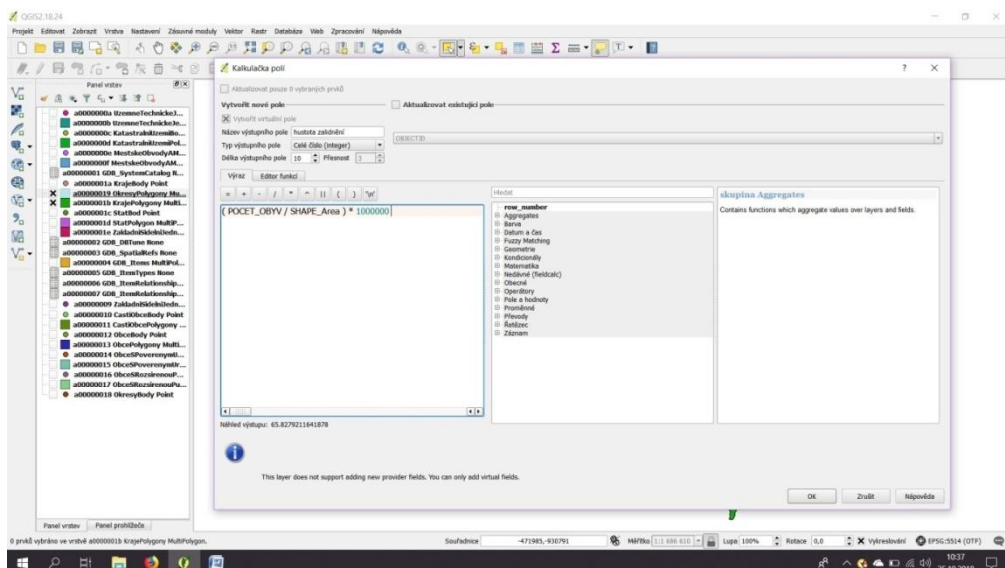 QGIS2.18.24
Projekt Editovat Zobrazit Vrstva Nastavení Zásuvné moduly Vektor Rastr Databáze Web Zpracování Nápověda
Panel vrstev
a0000000a UzemneTechnickeJ...
a0000000b UzemneTechnickeJe...
a0000000c KatastralniUzemiBo...
a0000000d KatastralniUzemiPol...
a0000000e MestskeObvodyAM...
a0000000f MestskeObvodyAM...
a00000001 GDB_SystemCatalog N...
a0000001a KrajeBody Point
a00000019 OkresyPolygony Mu...
a0000001b KrajePolygony Multi...
a0000001c StatBod Point
a0000001d StatPolygon MultiP...
a0000001e ZakladniSidelniJedn...
a00000002 GDB_DBTune None
a00000003 GDB_SpatialRefs None
a00000004 GDB_Items MultiPol...
a00000005 GDB_ItemTypes None
a00000006 GDB_ItemRelationship...
a00000007 GDB_ItemRelationship...
a00000009 ZakladniSidelniJedn...
a00000010 CastiObceBody Point
a00000011 CastiObcePolygony ...
a00000012 ObceBody Point
a00000013 ObcePolygony Multi...
a00000014 ObceSPoverenymU...
a00000015 ObceSPoverenymUr...
a00000016 ObceSRozsirenouP...
a00000017 ObceSRozsirenouPu...
a00000018 OkresyBody Point
Panel vrstev Panel prohlížeče
Kalkulačka polí
Aktualizovat pouze 0 vybraných prvků
Vytvořit nové pole
Aktualizovat existující pole
Vytvořit virtuální pole
Název výstupního pole hustota zalidnění
OBJECTID
Typ výstupního pole Celé číslo (integer)
Délka výstupního pole 10 Přesnost 3
Výraz Editor funkcí
= + - / * ^ || ( ) '\n'
( POCET_OBYV / SHAPE_Area ) * 1000000
Náhled výstupu: 65.8279211641878
Hledat
row_number
Aggregates
Barva
Datum a čas
Fuzzy Matching
Geometrie
Kondicionály
Matematika
Nedávné (fieldcalc)
Obecné
Operátory
Pole a hodnoty
Proměnné
Převody
Řetězec
Záznam
skupina Aggregates
Contains functions which aggregate values over layers and fields.
This layer does not support adding new provider fields. You can only add virtual fields.
OK Zrušit Nápověda
0 prvků vybráno ve vrstvě a0000001b KrajePolygony MultiPolygon.
Souřadnice -471985,-930791 Měřítko 1:1 686 610 Lupa 100% Rotace 0,0 Vykreslování EPSG:5514 (OTF)
10:37
25.10.2018